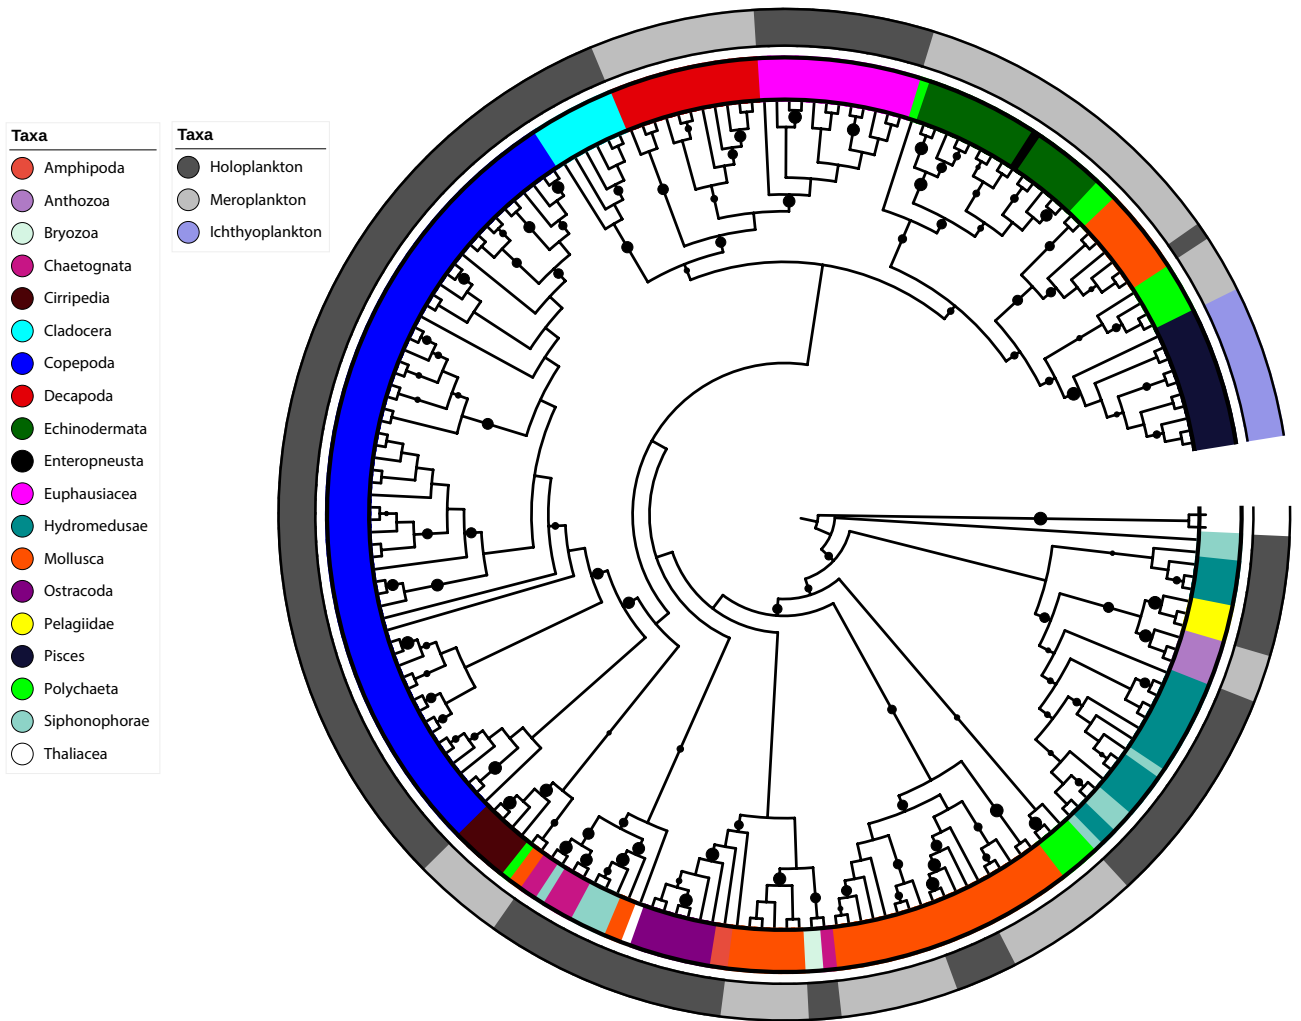 Taxa
Amphipoda
Anthozoa
Bryozoa
Chaetognata
Cirripedia
Cladocera
Copepoda
Decapoda
Echinodermata
Enteropneusta
Euphausiacea
Hydromedusae
Mollusca
Ostracoda
Pelagiidae
Pisces
Polychaeta
Siphonophorae
Thaliacea
Taxa
Holoplankton
Meroplankton
Ichthyoplankton